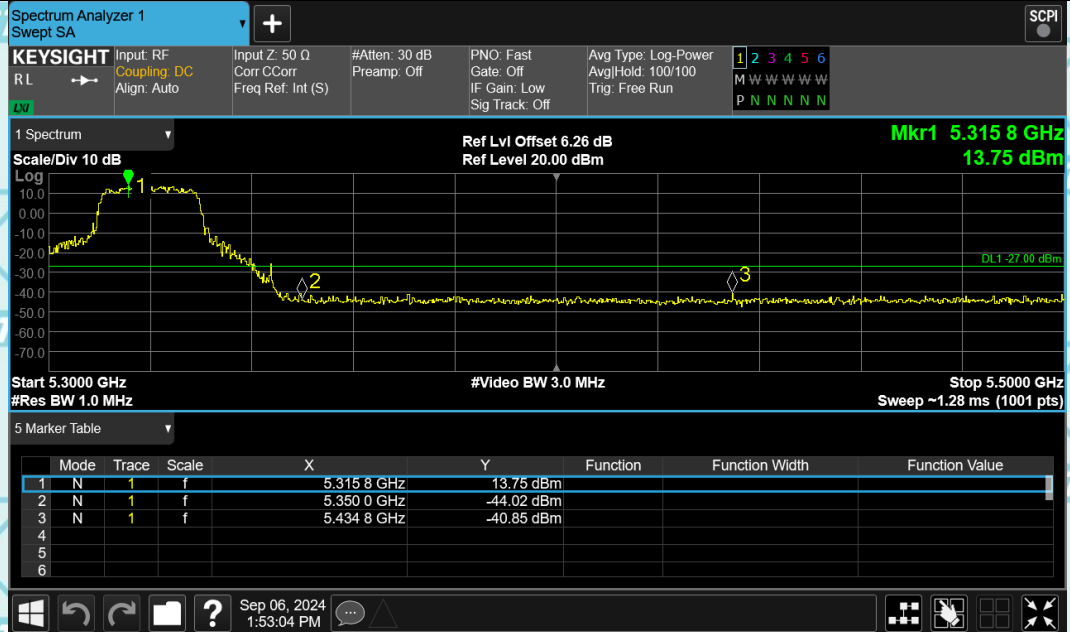 Spectrum Analyzer 1
Swept SA
SCPI
KEYSIGHT
RL
LXI
Input: RF
Coupling: DC
Align: Auto
Input Z: 50 Ω
Corr CCorr
Freq Ref: Int (S)
#Atten: 30 dB
Preamp: Off
PNO: Fast
Gate: Off
IF Gain: Low
Sig Track: Off
Avg Type: Log-Power
Avg|Hold: 100/100
Trig: Free Run
1 2 3 4 5 6
M W W W W W
P N N N N N
1 Spectrum
Scale/Div 10 dB
Log
Ref Lvl Offset 6.26 dB
Ref Level 20.00 dBm
Mkr1 5.315 8 GHz
13.75 dBm
10.0
0.00
-10.0
-20.0
-30.0
-40.0
-50.0
-60.0
-70.0
1
2
3
DL1 -27.00 dBm
Start 5.3000 GHz
#Video BW 3.0 MHz
Stop 5.5000 GHz
#Res BW 1.0 MHz
Sweep ~1.28 ms (1001 pts)
5 Marker Table
Mode Trace Scale X Y Function Function Width Function Value
1 N 1 f 5.315 8 GHz 13.75 dBm
2 N 1 f 5.350 0 GHz -44.02 dBm
3 N 1 f 5.434 8 GHz -40.85 dBm
4
5
6
?
Sep 06, 2024
1:53:04 PM